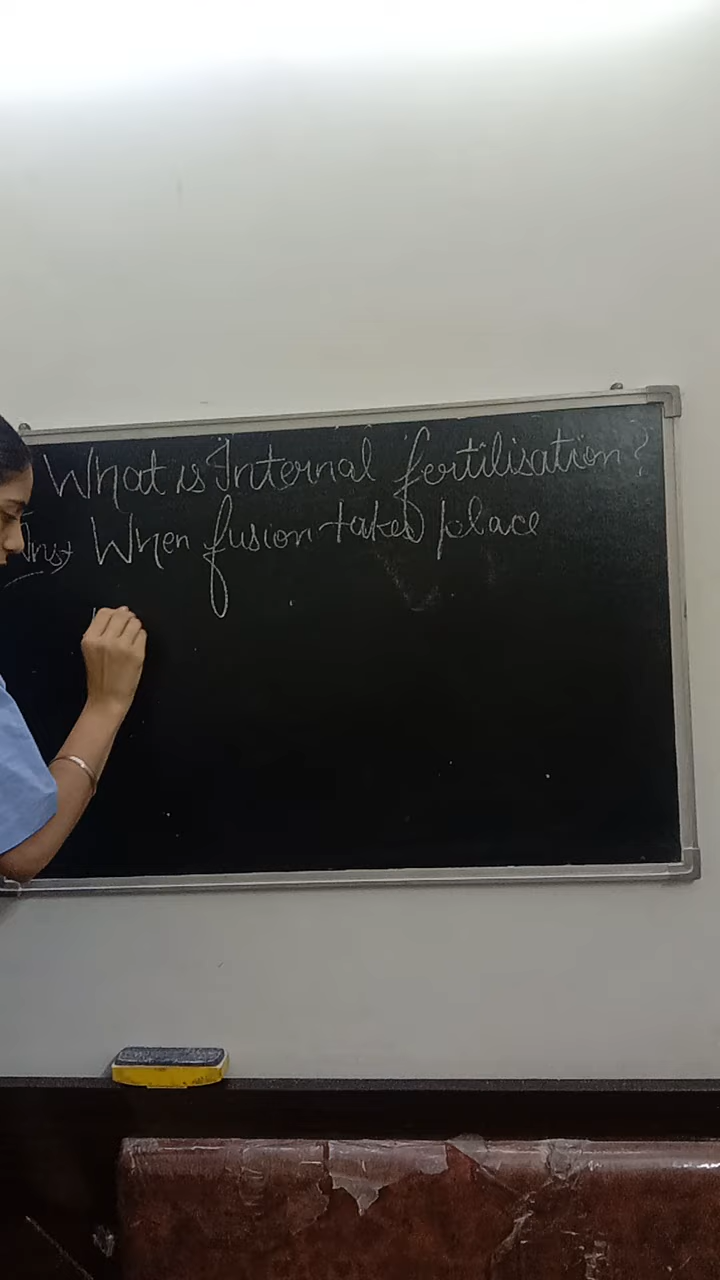 What is Internal fertilisation?
Ans> When fusion takes place